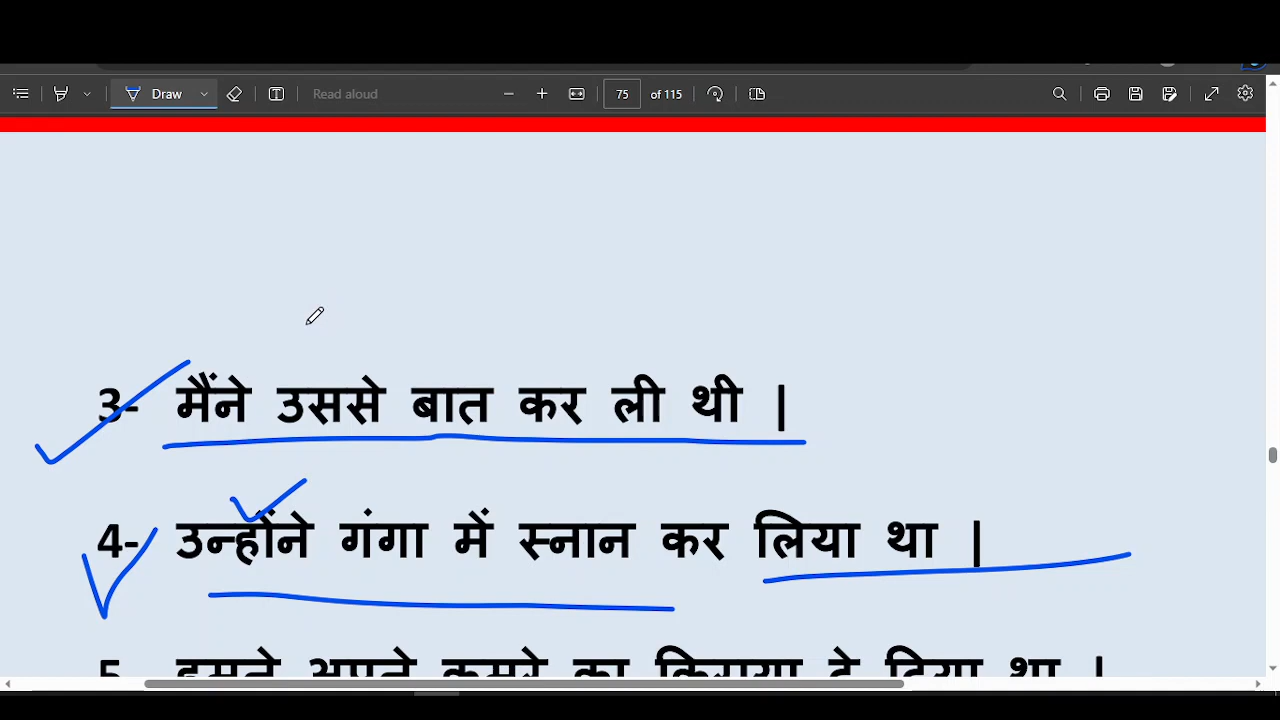 Draw Read aloud 75 of 115
3- मैंने उससे बात कर ली थी |
4- उन्होंने गंगा में स्नान कर लिया था |